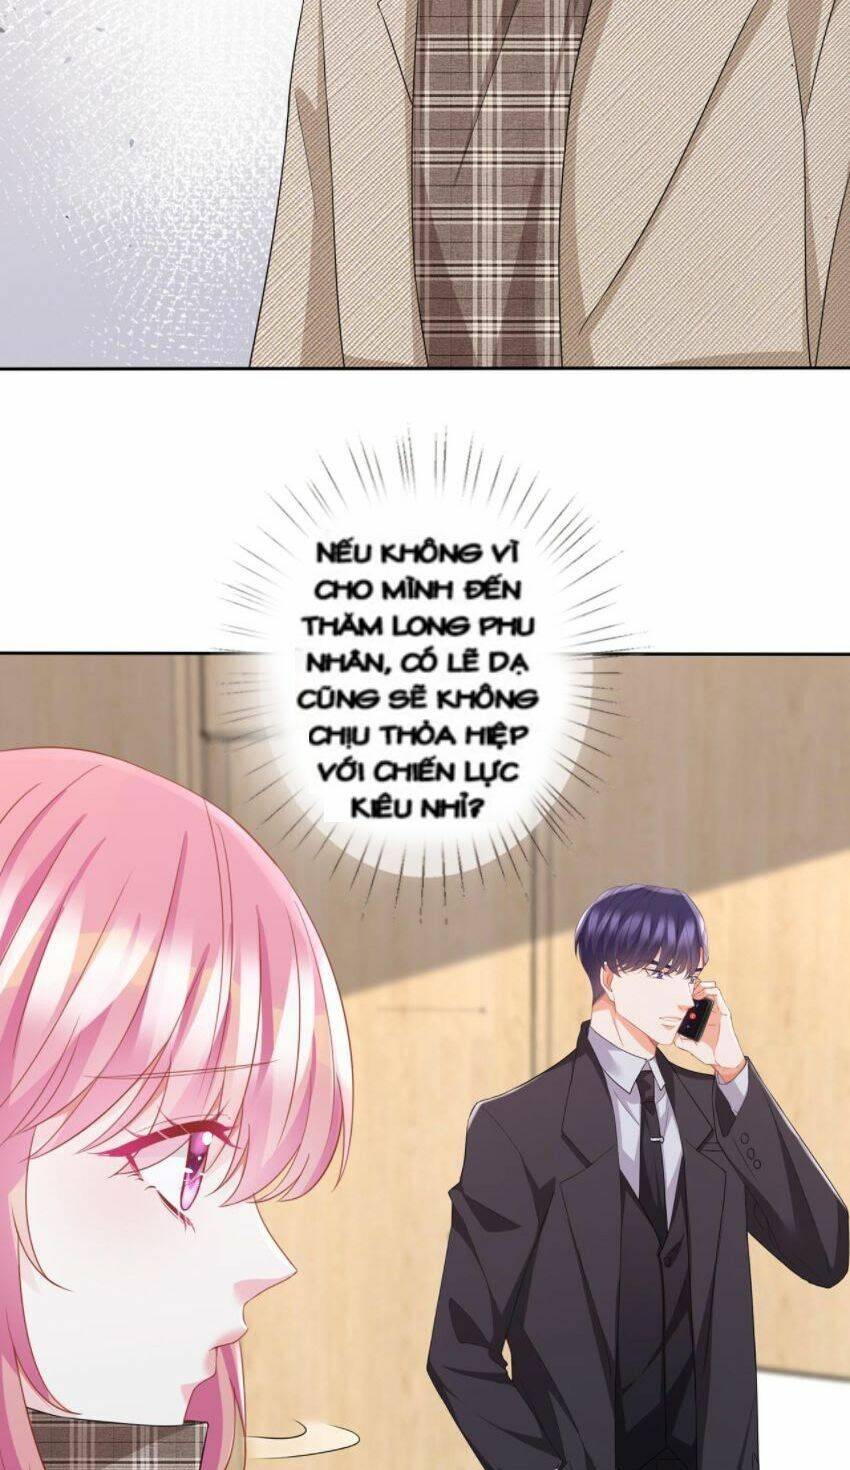 NẾU KHÔNG VÌ
CHO MÌNH ĐẾN
THĂM LONG PHU
NHÂN, CÓ LẼ DẠ
CŨNG SẼ KHÔNG
CHỊU THỎA HIỆP
VỚI CHIẾN LỰC
KIÊU NHỈ?